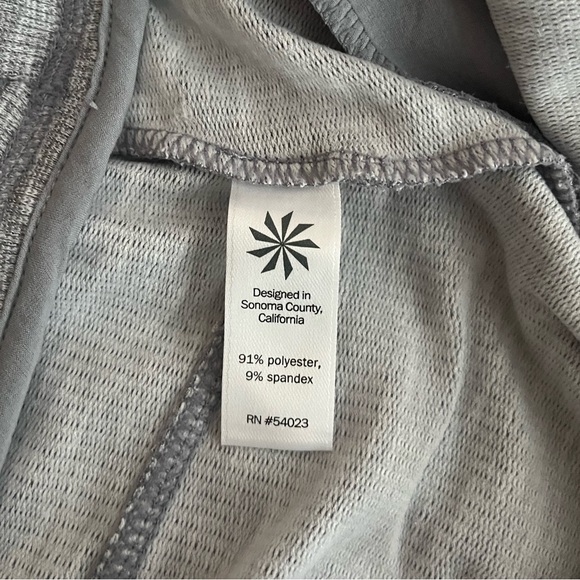 Designed in
Sonoma County,
California
91% polyester,
9% spandex
RN #54023